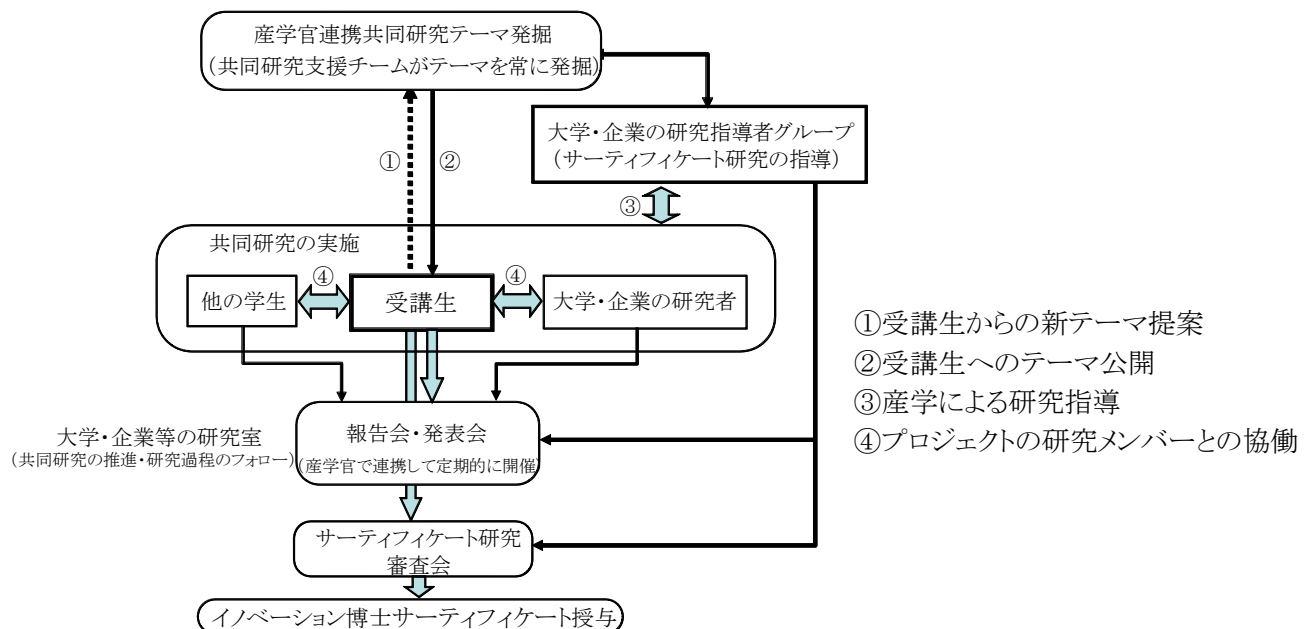 産学官連携共同研究テーマ発掘
(共同研究支援チームがテーマを常に発掘)
大学・企業の研究指導者グループ
(サーティフィケート研究の指導)
①
②
③
共同研究の実施
④
④
他の学生
受講生
大学・企業の研究者
①受講生からの新テーマ提案
②受講生へのテーマ公開
③産学による研究指導
④プロジェクトの研究メンバーとの協働
大学・企業等の研究室
(共同研究の推進・研究過程のフォロー)
報告会・発表会
(産学官で連携して定期的に開催)
サーティフィケート研究
審査会
イノベーション博士サーティフィケート授与